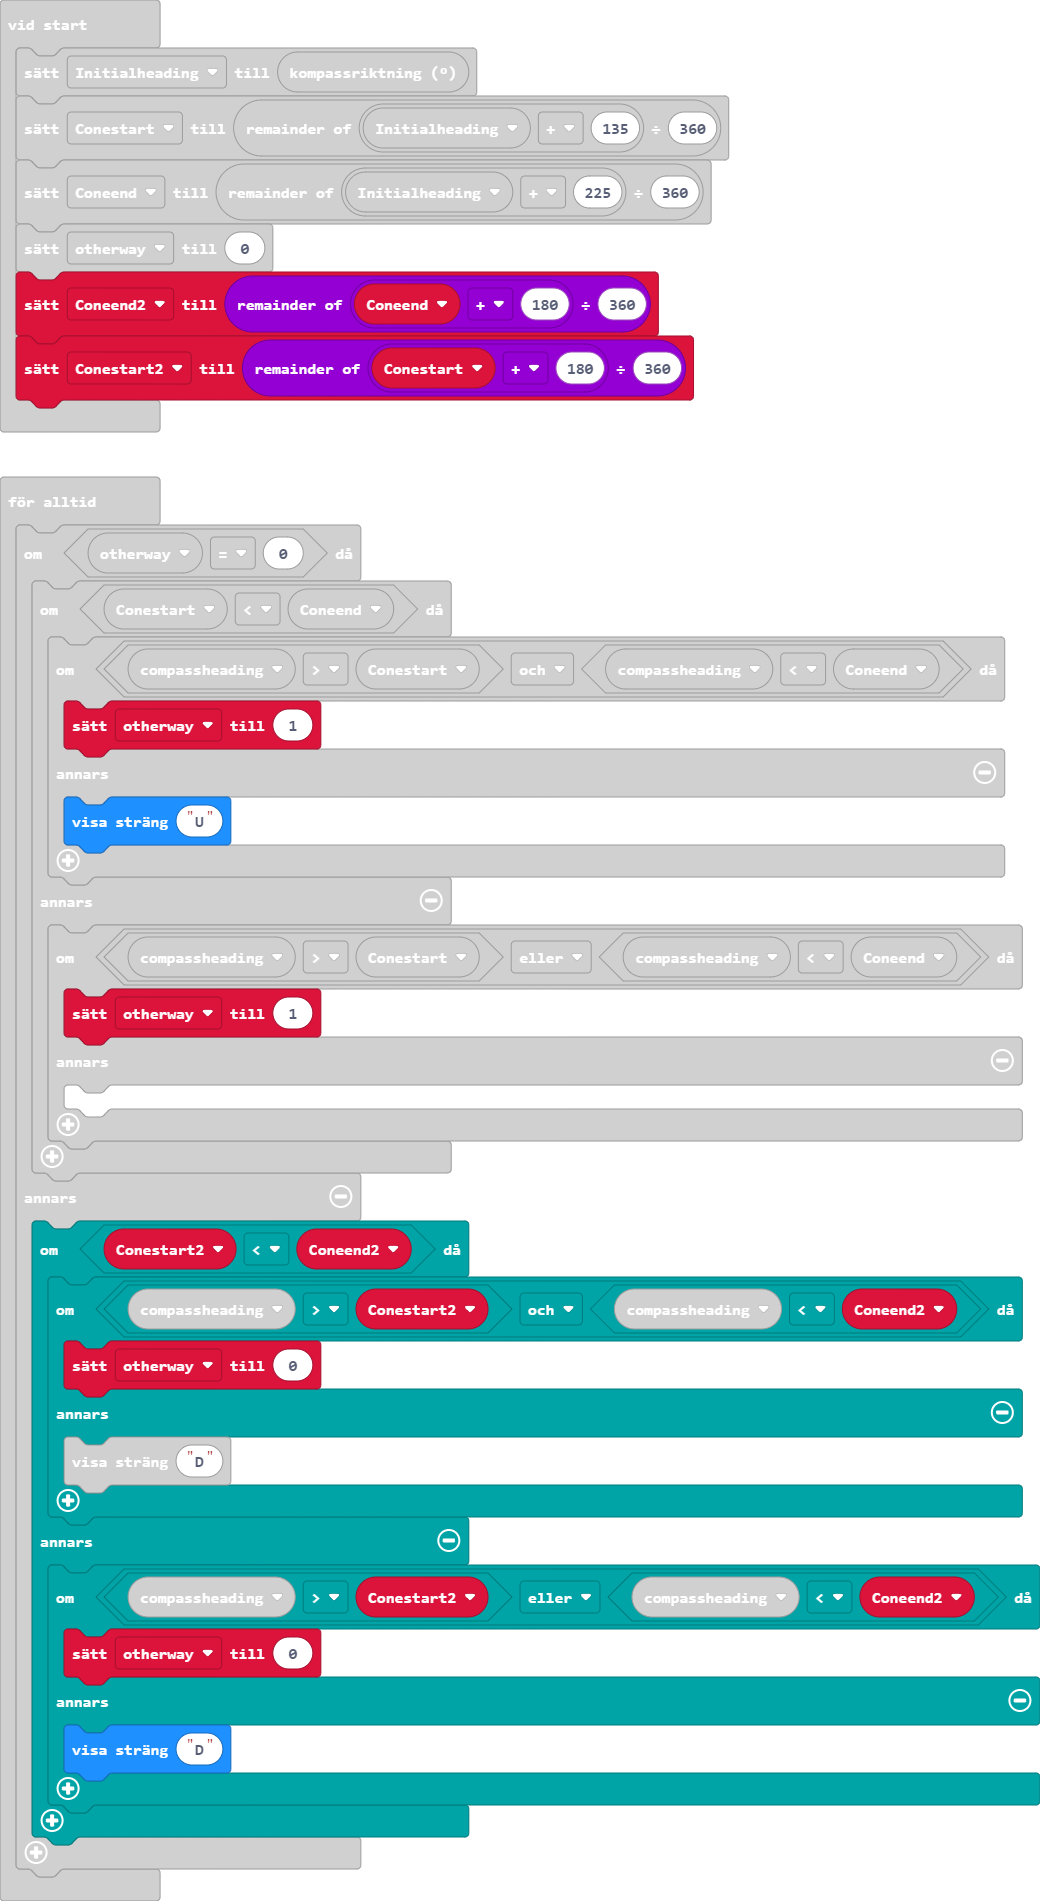 vid start
sätt Initialheading till kompassriktning (°)
sätt Conestart till remainder of Initialheading + 135 ÷ 360
sätt Coneend till remainder of Initialheading + 225 ÷ 360
sätt otherway till 0
sätt Coneend2 till remainder of Coneend + 180 ÷ 360
sätt Conestart2 till remainder of Conestart + 180 ÷ 360
för alltid
om otherway = 0 då
om Conestart < Coneend då
om compassheading > Conestart och compassheading < Coneend då
sätt otherway till 1
annars
visa sträng "U"
annars
om compassheading > Conestart eller compassheading < Coneend då
sätt otherway till 1
annars
annars
om Conestart2 < Coneend2 då
om compassheading > Conestart2 och compassheading < Coneend2 då
sätt otherway till 0
annars
visa sträng "D"
annars
om compassheading > Conestart2 eller compassheading < Coneend2 då
sätt otherway till 0
annars
visa sträng "D"